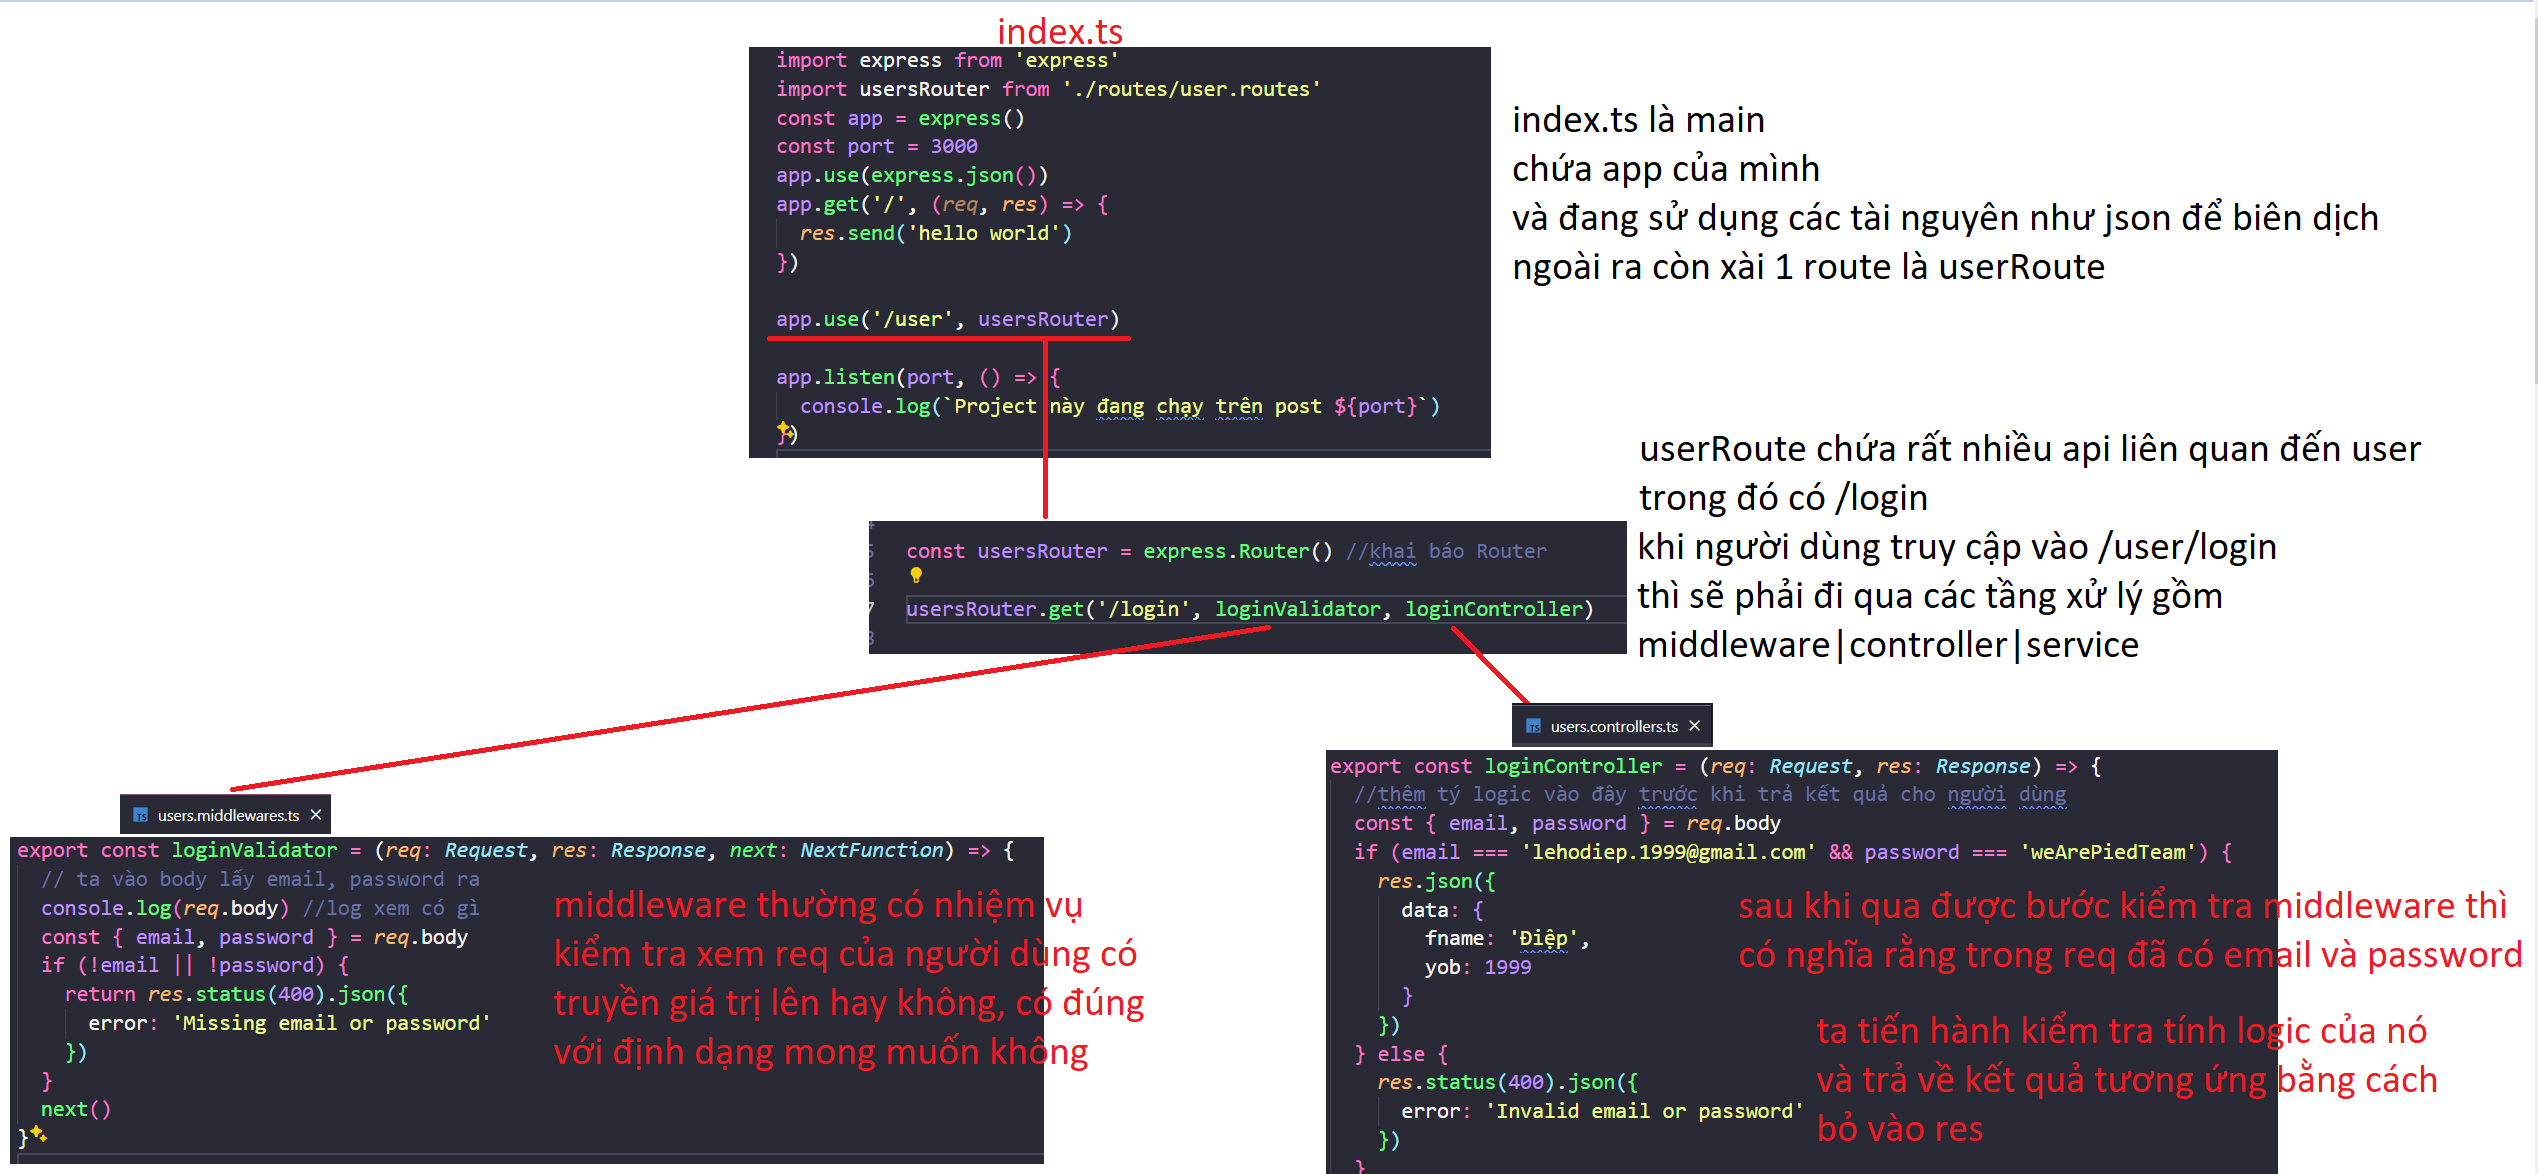 index.ts
import express from 'express'
import usersRouter from './routes/user.routes'
const app = express()
const port = 3000
app.use(express.json())
app.get('/', (req, res) => {
  res.send('hello world')
})
app.use('/user', usersRouter)
app.listen(port, () => {
  console.log(`Project này đang chạy trên post ${port}`)
})
index.ts là main
chứa app của mình
và đang sử dụng các tài nguyên như json để biên dịch
ngoài ra còn xài 1 route là userRoute
const usersRouter = express.Router() //khai báo Router
usersRouter.get('/login', loginValidator, loginController)
userRoute chứa rất nhiều api liên quan đến user
trong đó có /login
khi người dùng truy cập vào /user/login
thì sẽ phải đi qua các tầng xử lý gồm
middleware|controller|service
TS users.middlewares.ts ×
export const loginValidator = (req: Request, res: Response, next: NextFunction) => {
  // ta vào body lấy email, password ra
  console.log(req.body) //log xem có gì
  const { email, password } = req.body
  if (!email || !password) {
    return res.status(400).json({
      error: 'Missing email or password'
    })
  }
  next()
}
middleware thường có nhiệm vụ
kiểm tra xem req của người dùng có
truyền giá trị lên hay không, có đúng
với định dạng mong muốn không
TS users.controllers.ts ×
export const loginController = (req: Request, res: Response) => {
  //thêm tý logic vào đây trước khi trả kết quả cho người dùng
  const { email, password } = req.body
  if (email === 'lehodiep.1999@gmail.com' && password === 'weArePiedTeam') {
    res.json({
      data: {
        fname: 'Điệp',
        yob: 1999
      }
    })
  } else {
    res.status(400).json({
      error: 'Invalid email or password'
    })
  }
sau khi qua được bước kiểm tra middleware thì
có nghĩa rằng trong req đã có email và password
ta tiến hành kiểm tra tính logic của nó
và trả về kết quả tương ứng bằng cách
bỏ vào res